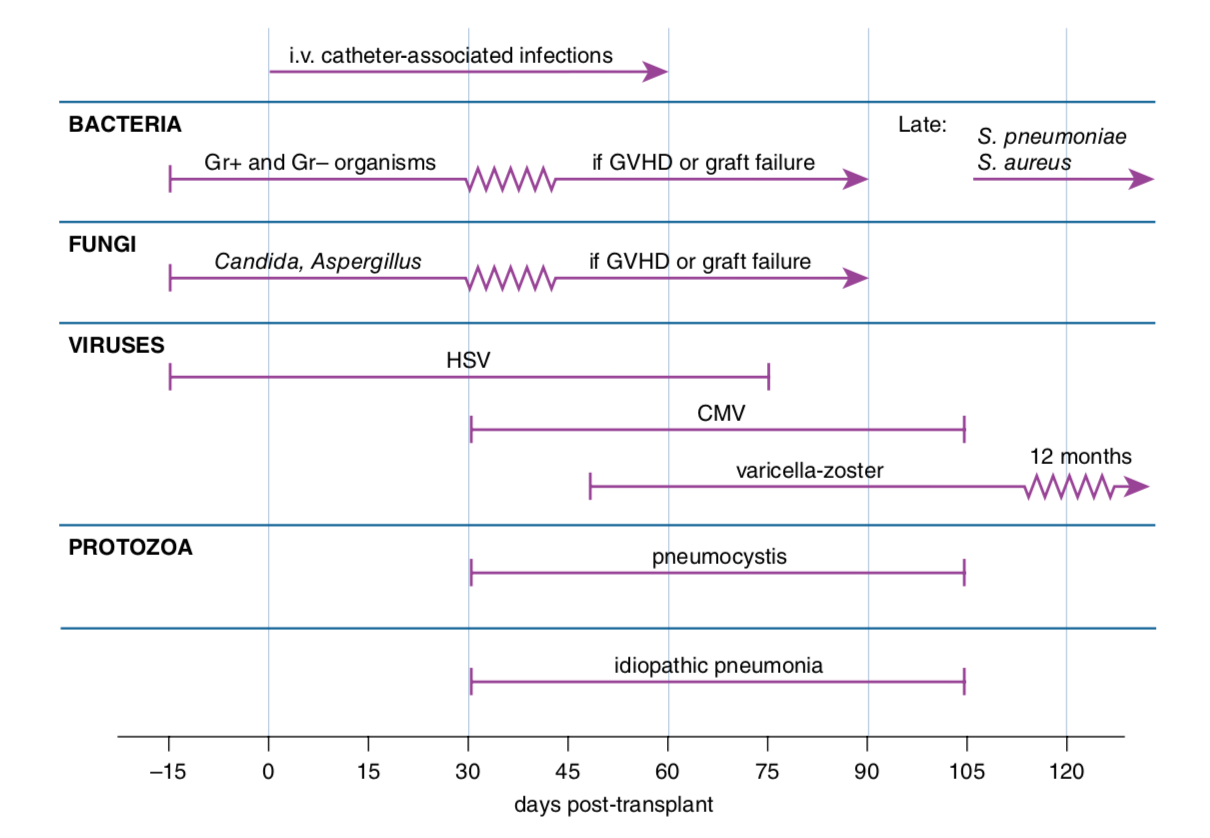 i.v. catheter-associated infections
BACTERIA
Late:
S. pneumoniae
S. aureus
Gr+ and Gr– organisms
if GVHD or graft failure
FUNGI
Candida, Aspergillus
if GVHD or graft failure
VIRUSES
HSV
CMV
12 months
varicella-zoster
PROTOZOA
pneumocystis
idiopathic pneumonia
–15 0 15 30 45 60 75 90 105 120
days post-transplant